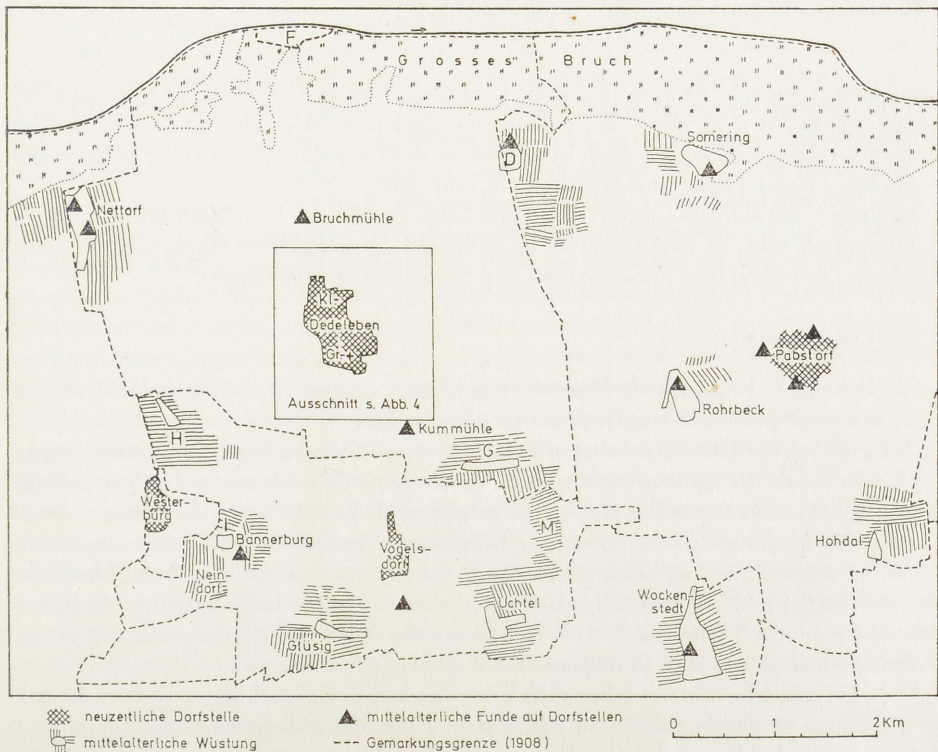 F
Grosses Bruch
Somering
D
Nettorf
Bruchmühle
Kl.-
Dedeleben
Gr.-
Pabstorf
Ausschnitt s. Abb. 4
Rohrbeck
Kummühle
H
G
Wester-
burg
M
I
Bannerburg
Hohdal
Vogels-
dorf
Nein-
dorf
Wocken-
stedt
Uchtel
Glüsig
neuzeitliche Dorfstelle
mittelalterliche Funde auf Dorfstellen
mittelalterliche Wüstung
Gemarkungsgrenze (1908)
0 1 2 Km